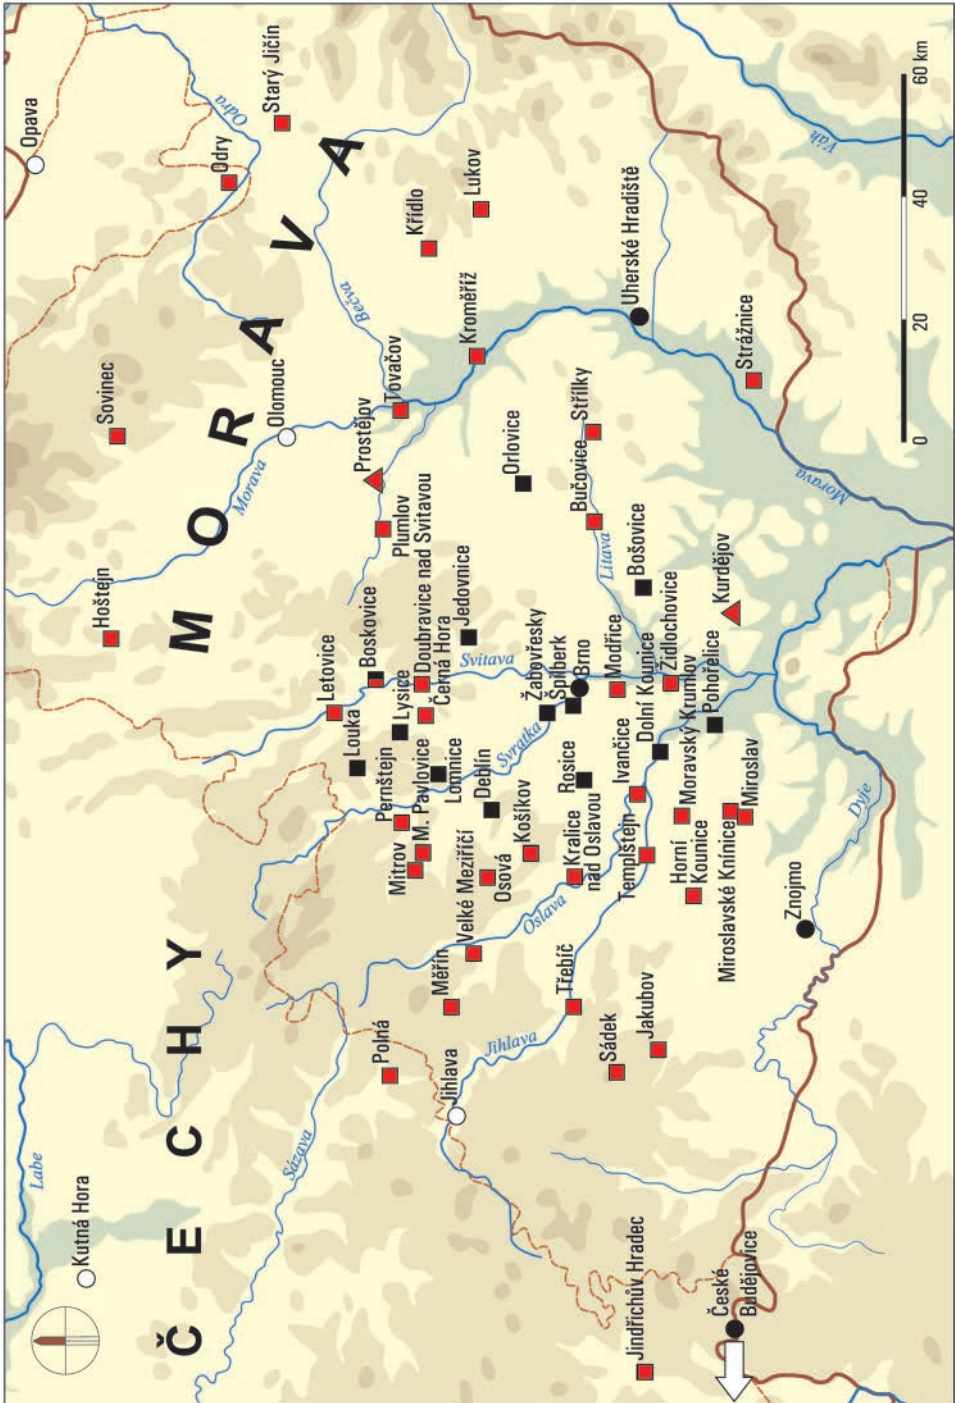 ČECHY
MORAVA
Labe
Kutná Hora
Sázava
Polná
Jihlava
Jihlava
Jindřichův Hradec
České
Budějovice
Měřín
Velké Meziříčí
Mitrov
M. Pavlovice
Pernštejn
Louka
Letovice
Hoštejn
Sovinec
Opava
Odra
Odry
Starý Jičín
Bečva
Olomouc
Morava
Prostějov
Plumlov
Tovačov
Křídlo
Lukov
Kroměříž
Boskovice
Lysice
Doubravice nad Svitavou
Černá Hora
Jedovnice
Lomnice
Deblín
Osová
Košíkov
Svratka
Svitava
Žabovřesky
Špilberk
Brno
Orlovice
Bučovice
Střílky
Litava
Uherské Hradiště
Strážnice
Váh
Morava
Bošovice
Kurdějov
Modřice
Židlochovice
Dolní Kounice
Pohořelice
Ivančice
Rosice
Kralice
nad Oslavou
Oslava
Templštejn
Moravský Krumlov
Horní
Kounice
Miroslavské Knínice
Miroslav
Třebíč
Sádek
Jakubov
Znojmo
Dyje
0
20
40
60 km